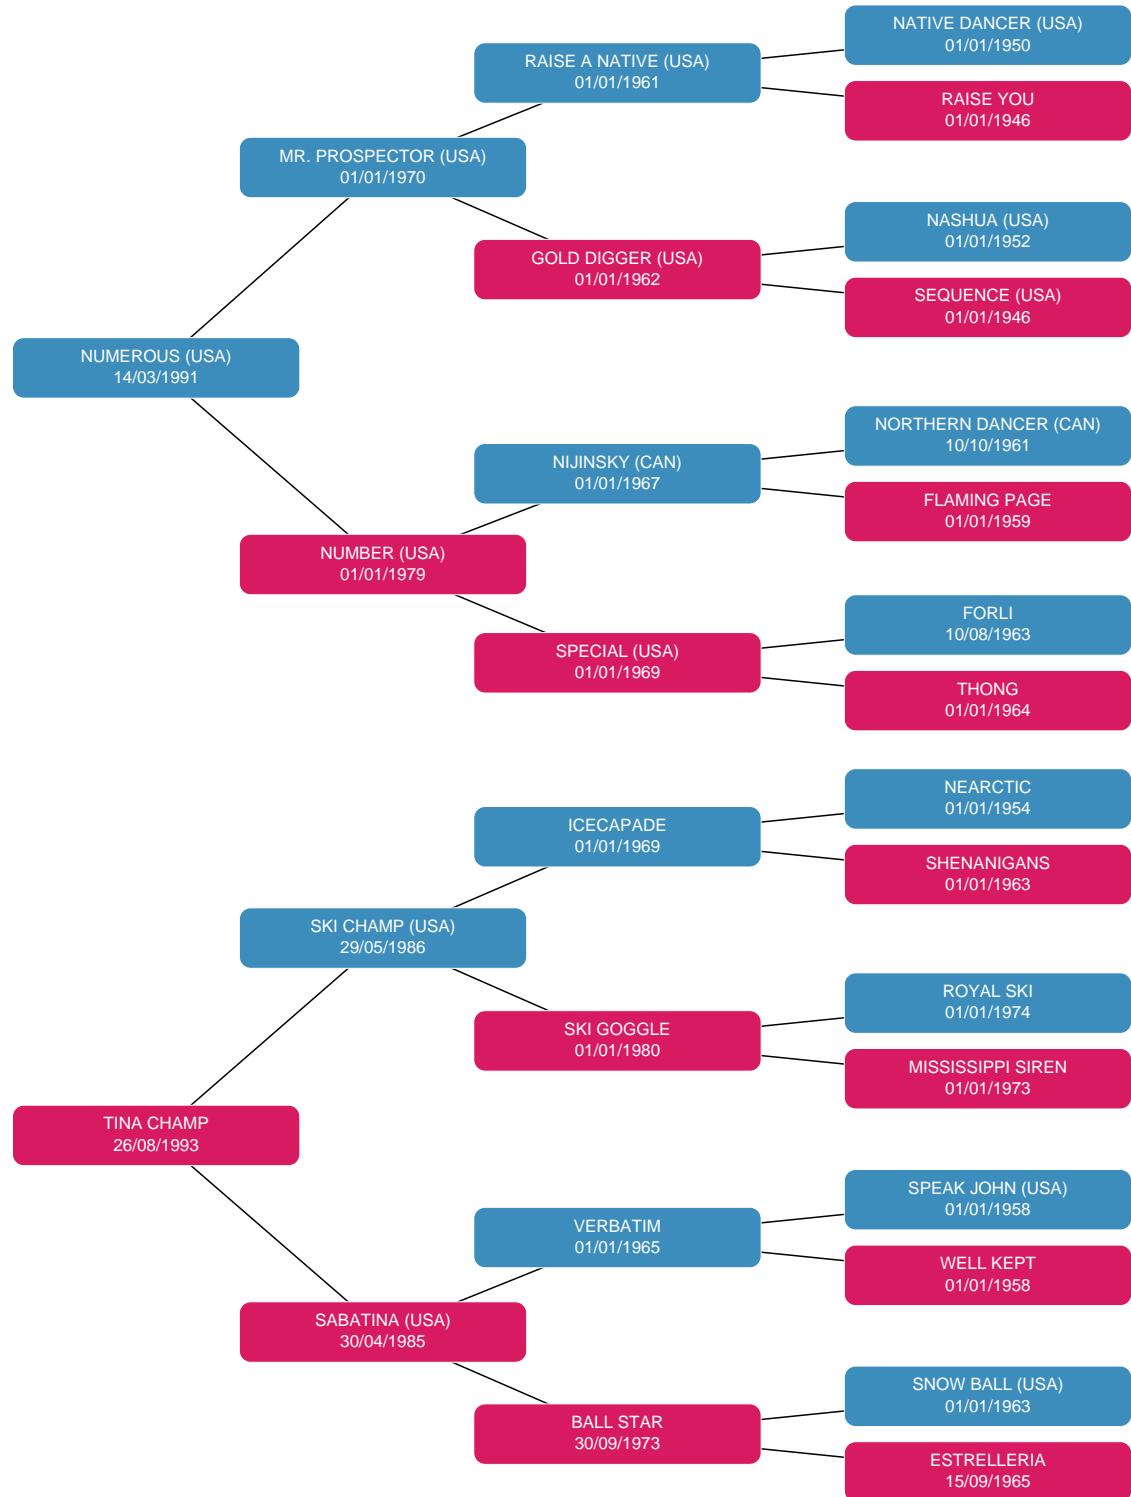 NATIVE DANCER (USA)
01/01/1950
RAISE A NATIVE (USA)
01/01/1961
RAISE YOU
01/01/1946
MR. PROSPECTOR (USA)
01/01/1970
NASHUA (USA)
01/01/1952
GOLD DIGGER (USA)
01/01/1962
SEQUENCE (USA)
01/01/1946
NUMEROUS (USA)
14/03/1991
NORTHERN DANCER (CAN)
10/10/1961
NIJINSKY (CAN)
01/01/1967
FLAMING PAGE
01/01/1959
NUMBER (USA)
01/01/1979
FORLI
10/08/1963
SPECIAL (USA)
01/01/1969
THONG
01/01/1964
NEARCTIC
01/01/1954
ICECAPADE
01/01/1969
SHENANIGANS
01/01/1963
SKI CHAMP (USA)
29/05/1986
ROYAL SKI
01/01/1974
SKI GOGGLE
01/01/1980
MISSISSIPPI SIREN
01/01/1973
TINA CHAMP
26/08/1993
SPEAK JOHN (USA)
01/01/1958
VERBATIM
01/01/1965
WELL KEPT
01/01/1958
SABATINA (USA)
30/04/1985
SNOW BALL (USA)
01/01/1963
BALL STAR
30/09/1973
ESTRELLERIA
15/09/1965